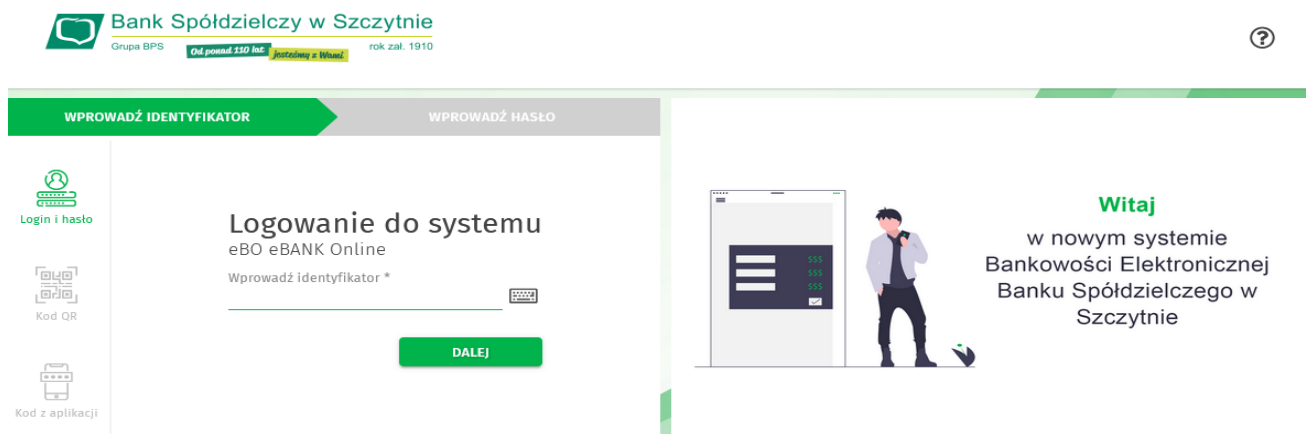 Bank Spółdzielczy w Szczytnie
Grupa BPS Od ponad 110 lat jesteśmy z Wami rok zał. 1910
WPROWADŹ IDENTYFIKATOR
WPROWADŹ HASŁO
Login i hasło
Kod QR
Kod z aplikacji
Logowanie do systemu
eBO eBANK Online
Wprowadź identyfikator *
DALEJ
$$$
$$$
$$$
Witaj
w nowym systemie
Bankowości Elektronicznej
Banku Spółdzielczego w
Szczytnie